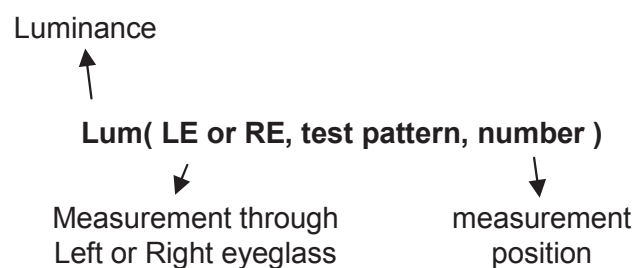 Luminance
Lum( LE or RE, test pattern, number )
Measurement through
Left or Right eyeglass
measurement
position